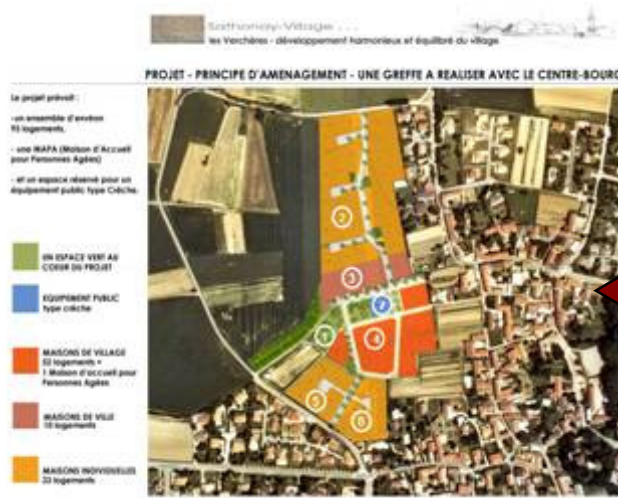 Sathonay-Village ...
les Verchères - développement harmonieux et équilibré du village
PROJET - PRINCIPE D'AMENAGEMENT - UNE GREFFE A REALISER AVEC LE CENTRE-BOURG
Le projet prévoit :
-un ensemble d'environ
95 logements,
- une MAPA (Maison d'Accueil
pour Personnes Agées)
- et un espace réservé pour un
équipement public type Crèche.
UN ESPACE VERT AU
COEUR DU PROJET
EQUIPEMENT PUBLIC
type crèche
MAISONS DE VILLAGE
52 logements +
1 Maison d'accueil pour
Personnes Agées
MAISONS DE VILLE
10 logements
MAISONS INDIVIDUELLES
33 logements
3
2
1
4
5
6